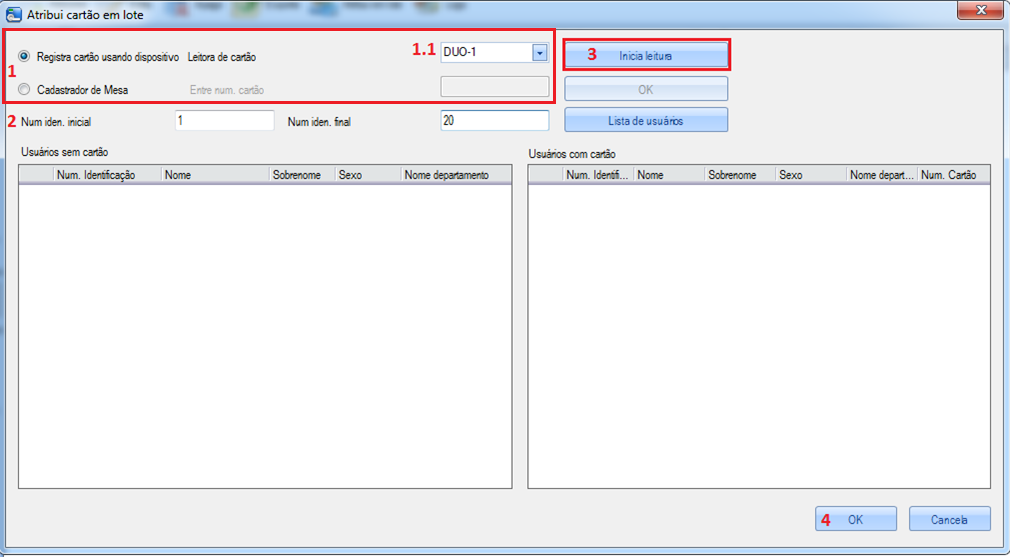 Atribui cartão em lote
1 Registra cartão usando dispositivo Leitora de cartão 1.1 DUO-1 3 Inicia leitura
Cadastrador de Mesa Entre num. cartão OK
2 Num iden. inicial 1 Num iden. final 20 Lista de usuários
Usuários sem cartão Usuários com cartão
Num. Identificação Nome Sobrenome Sexo Nome departamento Num. Identifi... Nome Sobrenome Sexo Nome depart... Num. Cartão
4 OK Cancela